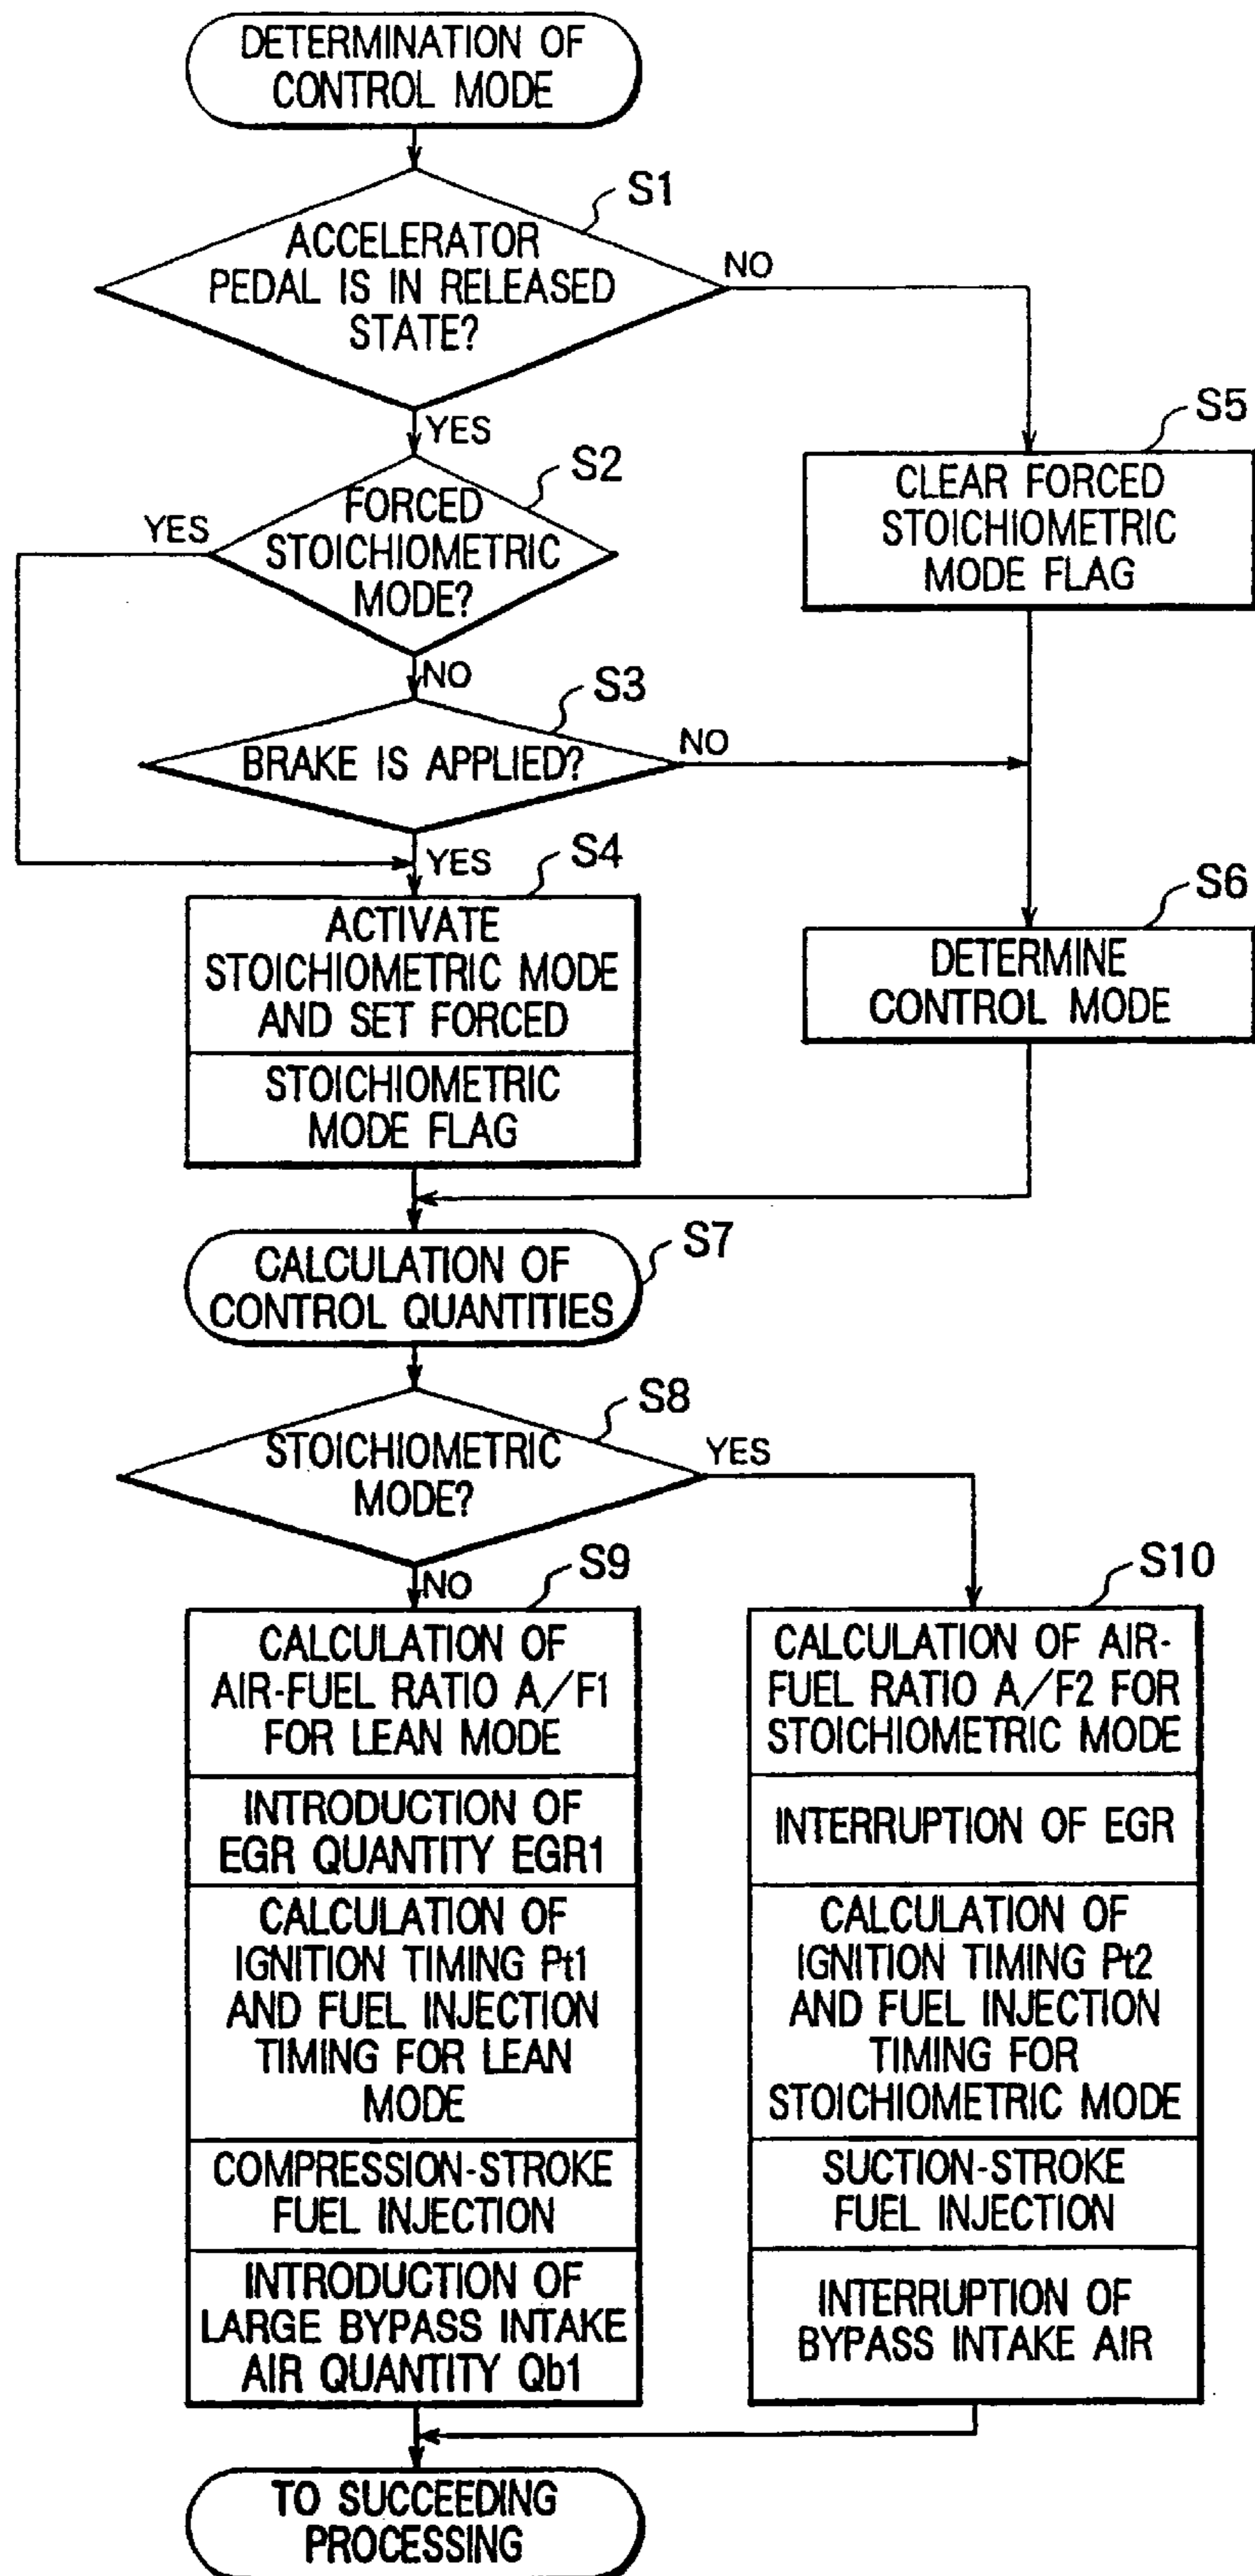 DETERMINATION OF
CONTROL MODE
S1
ACCELERATOR
PEDAL IS IN RELEASED
STATE?
NO
YES
S5
CLEAR FORCED
STOICHIOMETRIC
MODE FLAG
S2
FORCED
STOICHIOMETRIC
MODE?
YES
NO
S3
BRAKE IS APPLIED?
NO
YES
S4
ACTIVATE
STOICHIOMETRIC MODE
AND SET FORCED
STOICHIOMETRIC
MODE FLAG
S6
DETERMINE
CONTROL MODE
S7
CALCULATION OF
CONTROL QUANTITIES
S8
STOICHIOMETRIC
MODE?
YES
NO
S9
CALCULATION OF
AIR-FUEL RATIO A/F1
FOR LEAN MODE
INTRODUCTION OF
EGR QUANTITY EGR1
CALCULATION OF
IGNITION TIMING Pt1
AND FUEL INJECTION
TIMING FOR LEAN
MODE
COMPRESSION-STROKE
FUEL INJECTION
INTRODUCTION OF
LARGE BYPASS INTAKE
AIR QUANTITY Qb1
S10
CALCULATION OF AIR-
FUEL RATIO A/F2 FOR
STOICHIOMETRIC MODE
INTERRUPTION OF EGR
CALCULATION OF
IGNITION TIMING Pt2
AND FUEL INJECTION
TIMING FOR
STOICHIOMETRIC MODE
SUCTION-STROKE
FUEL INJECTION
INTERRUPTION OF
BYPASS INTAKE AIR
TO SUCCEEDING
PROCESSING